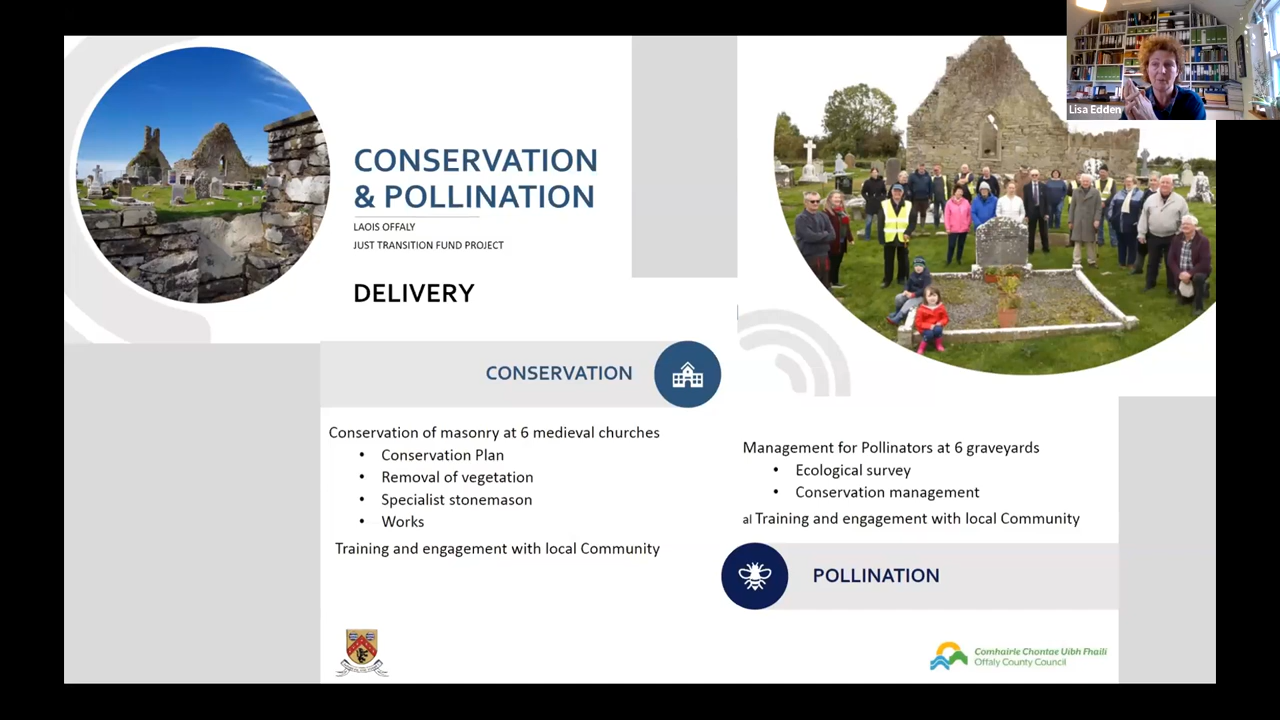 Lisa Edden
CONSERVATION
& POLLINATION
LAOIS OFFALY
JUST TRANSITION FUND PROJECT
DELIVERY
CONSERVATION
Conservation of masonry at 6 medieval churches
• Conservation Plan
• Removal of vegetation
• Specialist stonemason
• Works
Training and engagement with local Community
Management for Pollinators at 6 graveyards
• Ecological survey
• Conservation management
al Training and engagement with local Community
POLLINATION
Comhairle Chontae Uibh Fhailí
Offaly County Council